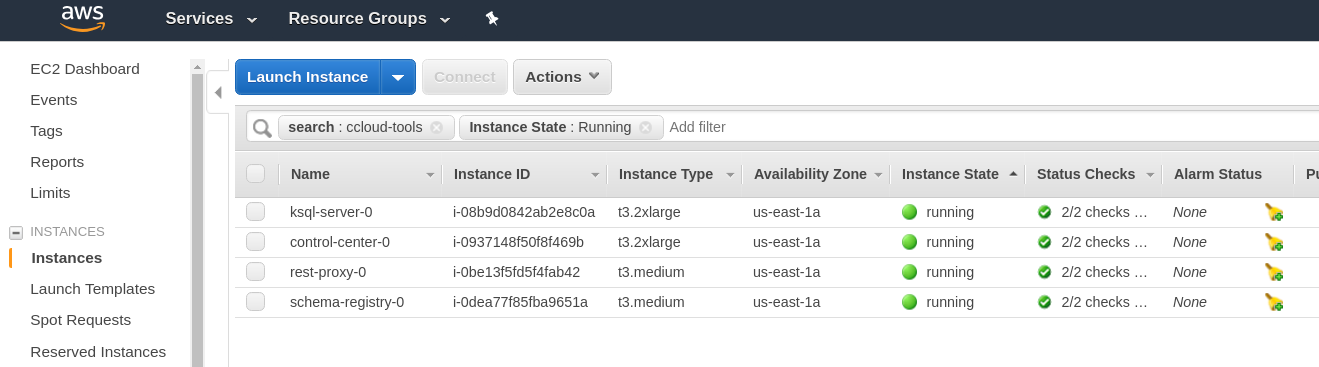 aws
Services Resource Groups
EC2 Dashboard
Events
Tags
Reports
Limits
INSTANCES
Instances
Launch Templates
Spot Requests
Reserved Instances
Launch Instance Connect Actions
search : ccloud-tools Instance State : Running Add filter
Name Instance ID Instance Type Availability Zone Instance State Status Checks Alarm Status Pu
ksql-server-0 i-08b9d0842ab2e8c0a t3.2xlarge us-east-1a running 2/2 checks … None
control-center-0 i-0937148f50f8f469b t3.2xlarge us-east-1a running 2/2 checks … None
rest-proxy-0 i-0be13f5fd5f4fab42 t3.medium us-east-1a running 2/2 checks … None
schema-registry-0 i-0dea77f85fba9651a t3.medium us-east-1a running 2/2 checks … None